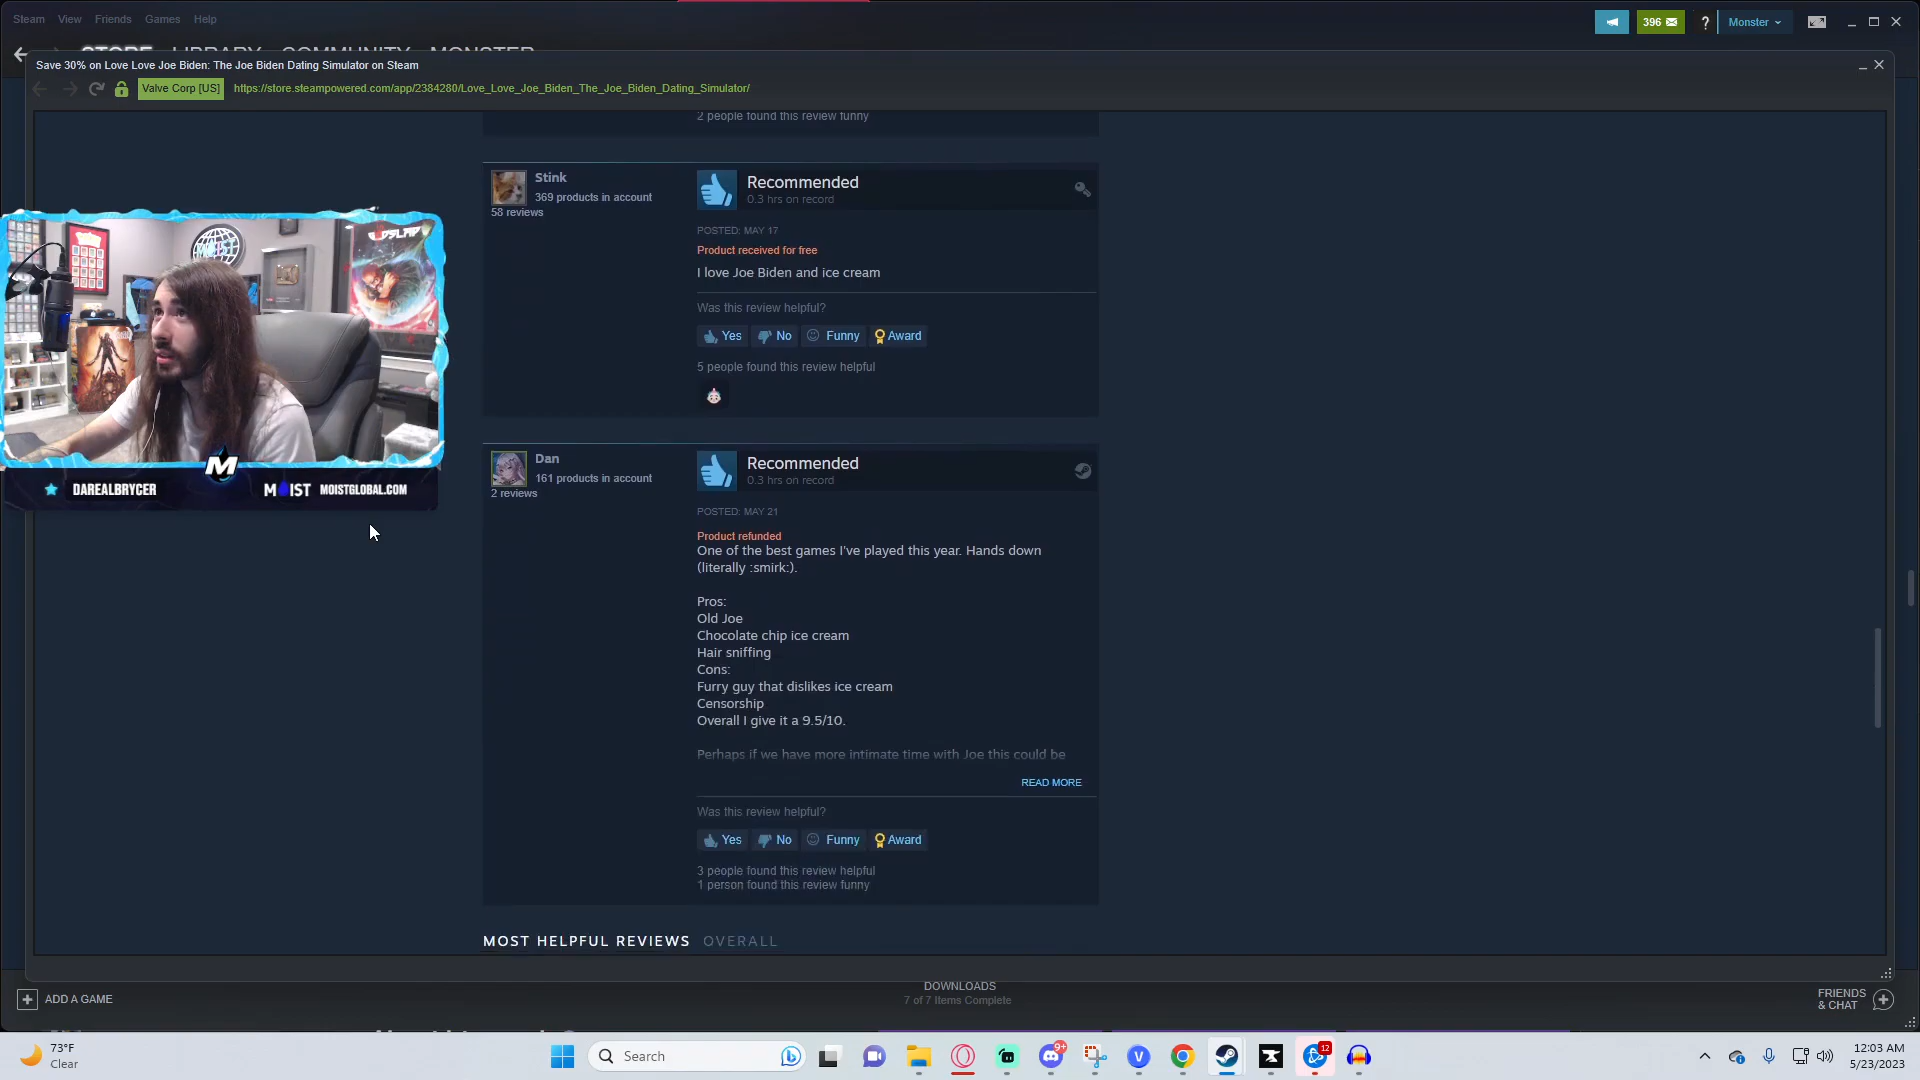 Steam View Friends Games Help
396
?
Monster
STORE LIBRARY COMMUNITY MONSTER
Save 30% on Love Love Joe Biden: The Joe Biden Dating Simulator on Steam
Valve Corp [US] https://store.steampowered.com/app/2384280/Love_Love_Joe_Biden_The_Joe_Biden_Dating_Simulator/
2 people found this review funny
Stink
369 products in account
58 reviews
Recommended
0.3 hrs on record
POSTED: MAY 17
Product received for free
I love Joe Biden and ice cream
Was this review helpful?
Yes No Funny Award
5 people found this review helpful
GODSLAP
M
DAREALBRYCER
MOIST MOISTGLOBAL.COM
Dan
161 products in account
2 reviews
Recommended
0.3 hrs on record
POSTED: MAY 21
Product refunded
One of the best games I've played this year. Hands down
(literally :smirk:).
Pros:
Old Joe
Chocolate chip ice cream
Hair sniffing
Cons:
Furry guy that dislikes ice cream
Censorship
Overall I give it a 9.5/10.
Perhaps if we have more intimate time with Joe this could be
READ MORE
Was this review helpful?
Yes No Funny Award
3 people found this review helpful
1 person found this review funny
MOST HELPFUL REVIEWS OVERALL
ADD A GAME
DOWNLOADS
7 of 7 Items Complete
FRIENDS
& CHAT
73°F
Clear
Search
9+
12
12:03 AM
5/23/2023